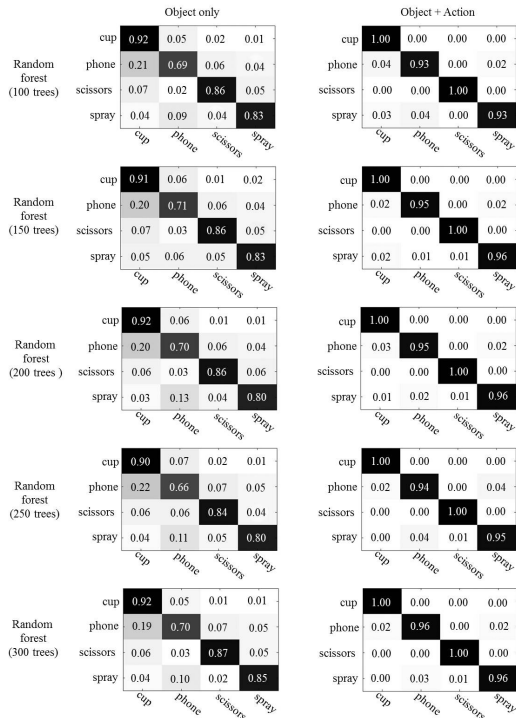 Object only Object + Action
cup 0.92 0.05 0.02 0.01 cup 1.00 0.00 0.00 0.00
Random forest (100 trees)
phone 0.21 0.69 0.06 0.04 phone 0.04 0.93 0.00 0.02
scissors 0.07 0.02 0.86 0.05 scissors 0.00 0.00 1.00 0.00
spray 0.04 0.09 0.04 0.83 spray 0.03 0.04 0.00 0.93
cup phone scissors spray cup phone scissors spray
cup 0.91 0.06 0.01 0.02 cup 1.00 0.00 0.00 0.00
Random forest (150 trees)
phone 0.20 0.71 0.06 0.04 phone 0.02 0.95 0.00 0.02
scissors 0.07 0.03 0.86 0.05 scissors 0.00 0.00 1.00 0.00
spray 0.05 0.06 0.05 0.83 spray 0.02 0.01 0.01 0.96
cup phone scissors spray cup phone scissors spray
cup 0.92 0.06 0.01 0.01 cup 1.00 0.00 0.00 0.00
Random forest (200 trees )
phone 0.20 0.70 0.06 0.04 phone 0.03 0.95 0.00 0.02
scissors 0.06 0.03 0.86 0.06 scissors 0.00 0.00 1.00 0.00
spray 0.03 0.13 0.04 0.80 spray 0.01 0.02 0.01 0.96
cup phone scissors spray cup phone scissors spray
cup 0.90 0.07 0.02 0.01 cup 1.00 0.00 0.00 0.00
Random forest (250 trees)
phone 0.22 0.66 0.07 0.05 phone 0.02 0.94 0.00 0.04
scissors 0.06 0.06 0.84 0.04 scissors 0.00 0.00 1.00 0.00
spray 0.04 0.11 0.05 0.80 spray 0.00 0.04 0.01 0.95
cup phone scissors spray cup phone scissors spray
cup 0.92 0.05 0.01 0.01 cup 1.00 0.00 0.00 0.00
Random forest (300 trees)
phone 0.19 0.70 0.07 0.05 phone 0.02 0.96 0.00 0.02
scissors 0.06 0.03 0.87 0.05 scissors 0.00 0.00 1.00 0.00
spray 0.04 0.10 0.02 0.85 spray 0.00 0.03 0.01 0.96
cup phone scissors spray cup phone scissors spray